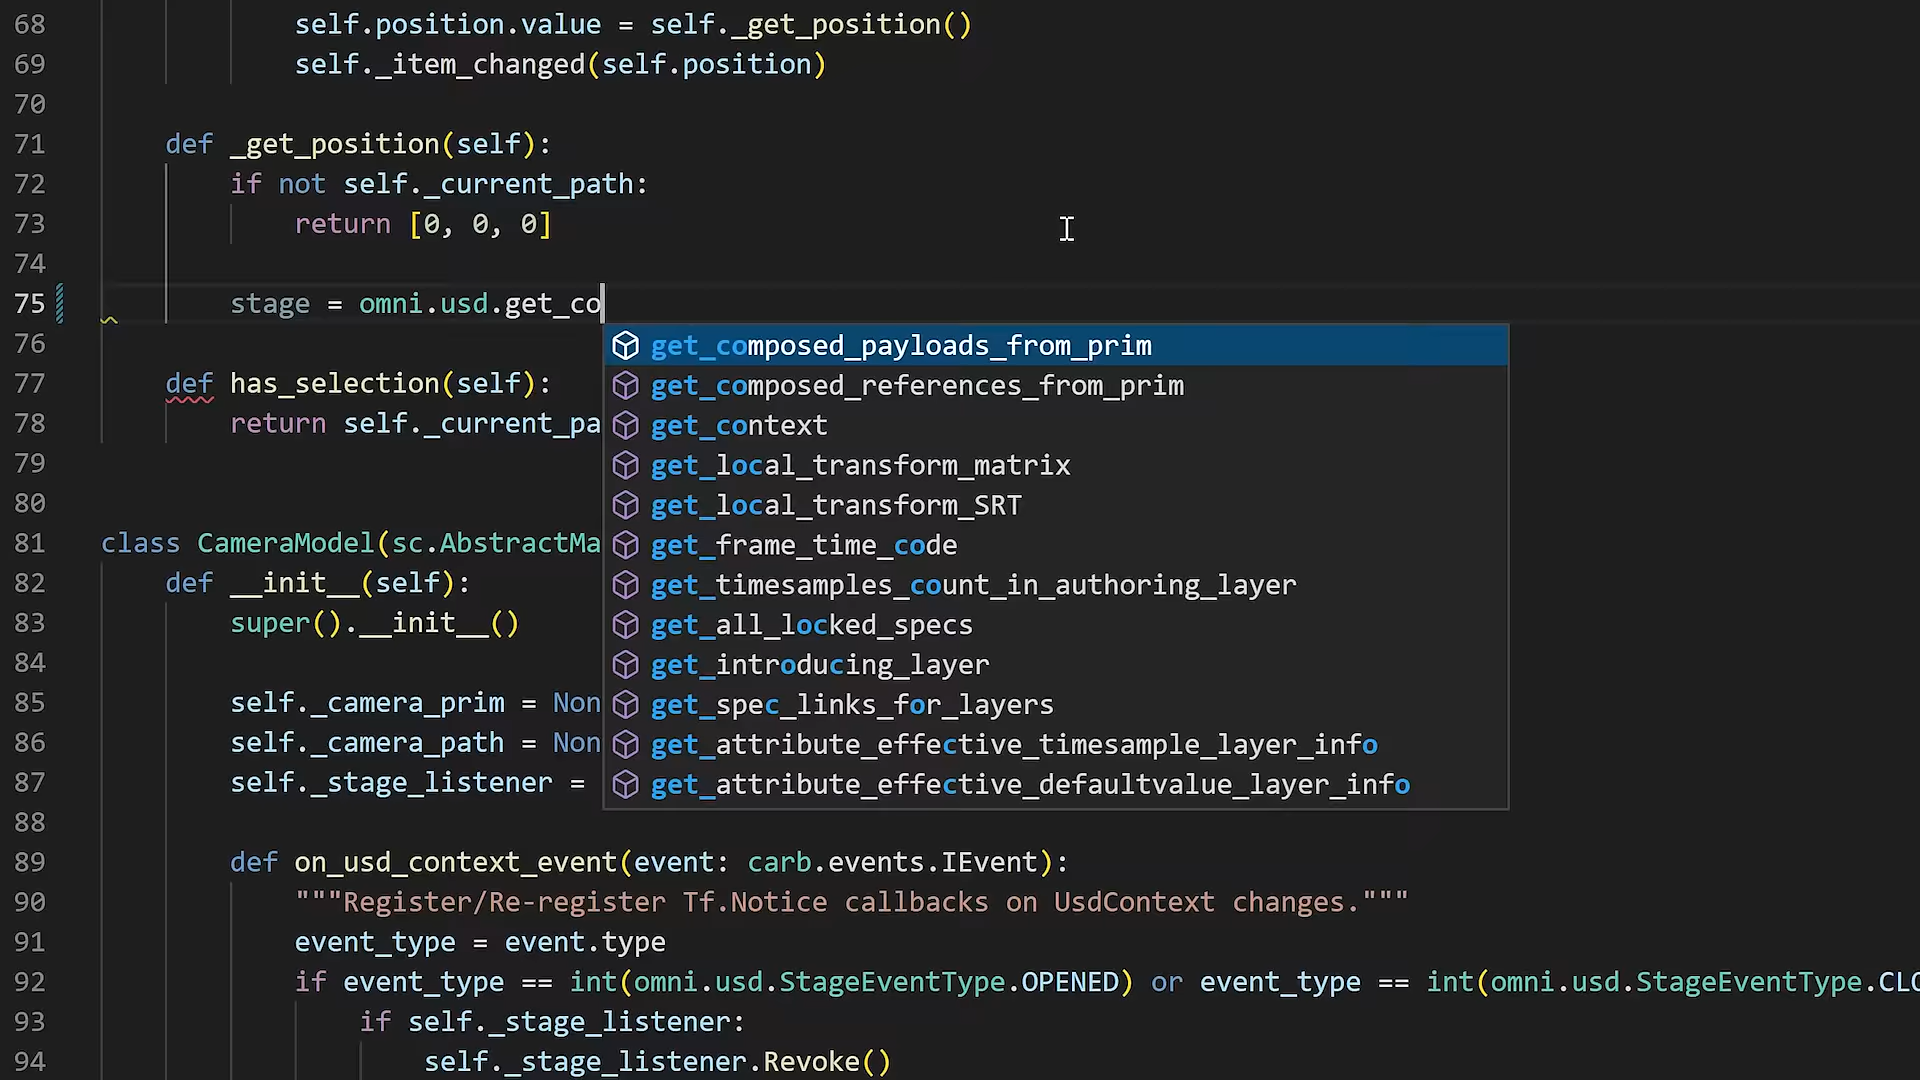 68 self.position.value = self._get_position()
69 self._item_changed(self.position)
70
71 def _get_position(self):
72 if not self._current_path:
73 return [0, 0, 0]
74
75 stage = omni.usd.get_co
get_composed_payloads_from_prim
76
get_composed_references_from_prim
77 def has_selection(self):
get_context
78 return self._current_pa
get_local_transform_matrix
79
get_local_transform_SRT
80
get_frame_time_code
81 class CameraModel(sc.AbstractMa
get_timesamples_count_in_authoring_layer
82 def __init__(self):
get_all_locked_specs
83 super().__init__()
get_introducing_layer
84
get_spec_links_for_layers
85 self._camera_prim = Non
get_attribute_effective_timesample_layer_info
86 self._camera_path = Non
get_attribute_effective_defaultvalue_layer_info
87 self._stage_listener =
88
89 def on_usd_context_event(event: carb.events.IEvent):
90 """Register/Re-register Tf.Notice callbacks on UsdContext changes."""
91 event_type = event.type
92 if event_type == int(omni.usd.StageEventType.OPENED) or event_type == int(omni.usd.StageEventType.CLO
93 if self._stage_listener:
94 self._stage_listener.Revoke()